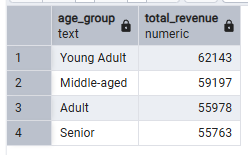 age_group total_revenue
text numeric
1 Young Adult 62143
2 Middle-aged 59197
3 Adult 55978
4 Senior 55763